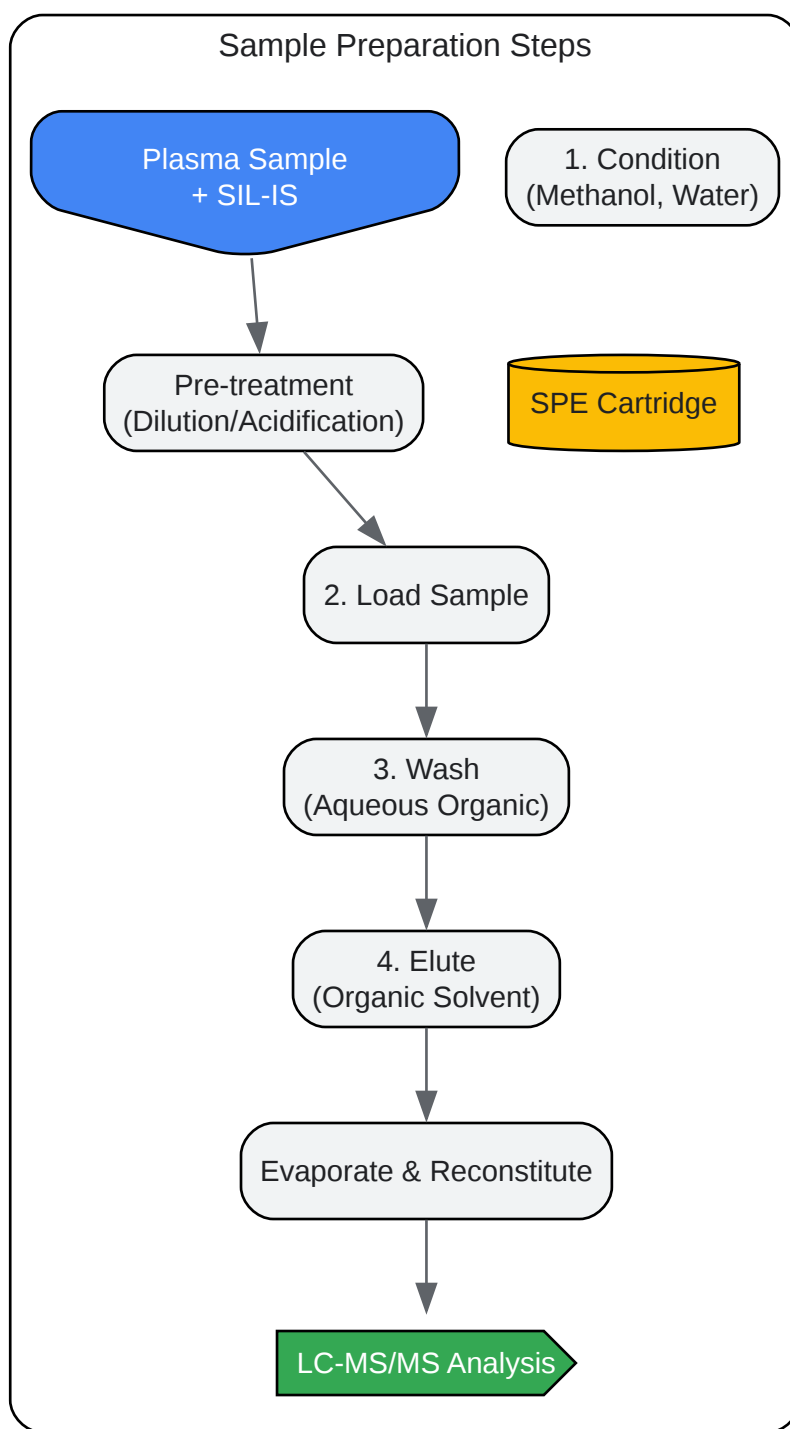 Sample Preparation Steps
Plasma Sample
+ SIL-IS
1. Condition
(Methanol, Water)
Pre-treatment
(Dilution/Acidification)
SPE Cartridge
2. Load Sample
3. Wash
(Aqueous Organic)
4. Elute
(Organic Solvent)
Evaporate & Reconstitute
LC-MS/MS Analysis